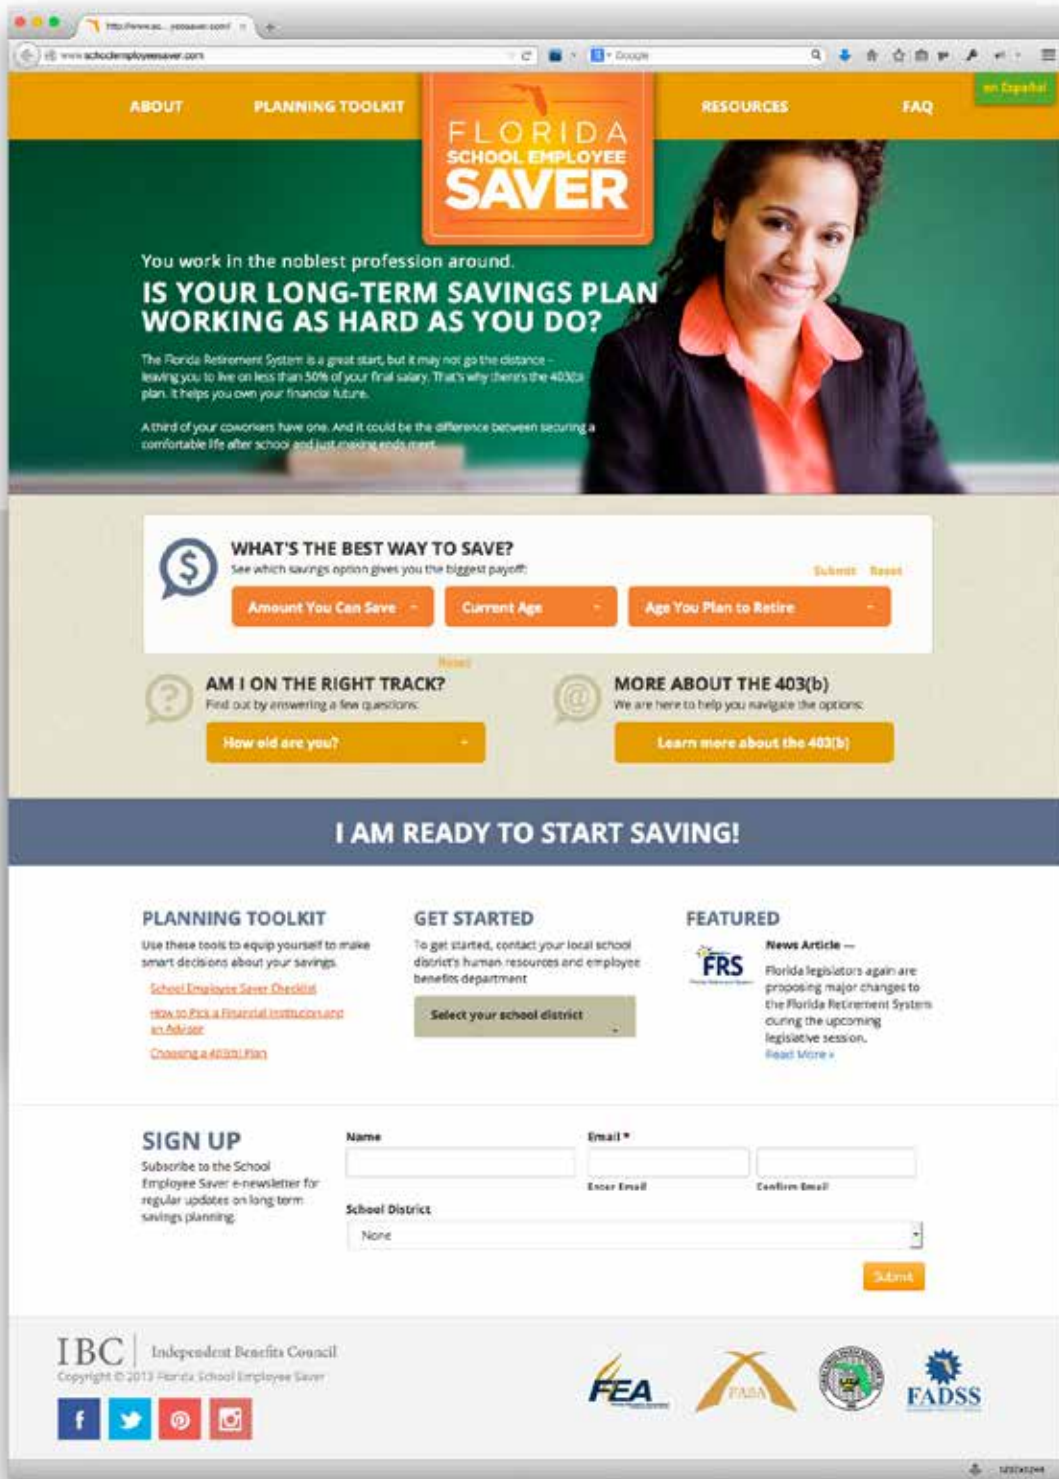 www.schoolemployeesaver.com
Google
en Español
ABOUT
PLANNING TOOLKIT
RESOURCES
FAQ
FLORIDA
SCHOOL EMPLOYEE
SAVER
You work in the noblest profession around.
IS YOUR LONG-TERM SAVINGS PLAN
WORKING AS HARD AS YOU DO?
The Florida Retirement System is a great start, but it may not go the distance –
leaving you to live on less than 50% of your final salary. That's why there's the 403(b)
plan. It helps you own your financial future.
A third of your coworkers have one. And it could be the difference between securing a
comfortable life after school and just making ends meet.
WHAT'S THE BEST WAY TO SAVE?
See which savings option gives you the biggest payoff:
Submit Reset
Amount You Can Save
Current Age
Age You Plan to Retire
Reset
AM I ON THE RIGHT TRACK?
Find out by answering a few questions:
How old are you?
MORE ABOUT THE 403(b)
We are here to help you navigate the options:
Learn more about the 403(b)
I AM READY TO START SAVING!
PLANNING TOOLKIT
Use these tools to equip yourself to make
smart decisions about your savings.
School Employee Saver Checklist
How to Pick a Financial Institution and
an Advisor
Choosing a 403(b) Plan
GET STARTED
To get started, contact your local school
district's human resources and employee
benefits department
Select your school district
FEATURED
FRS
News Article —
Florida legislators again are
proposing major changes to
the Florida Retirement System
during the upcoming
legislative session.
Read More »
SIGN UP
Subscribe to the School
Employee Saver e-newsletter for
regular updates on long term
savings planning.
Name
Email *
Enter Email
Confirm Email
School District
None
Submit
IBC Independent Benefits Council
Copyright © 2013 Florida School Employee Saver
FEA
FASA
FADSS